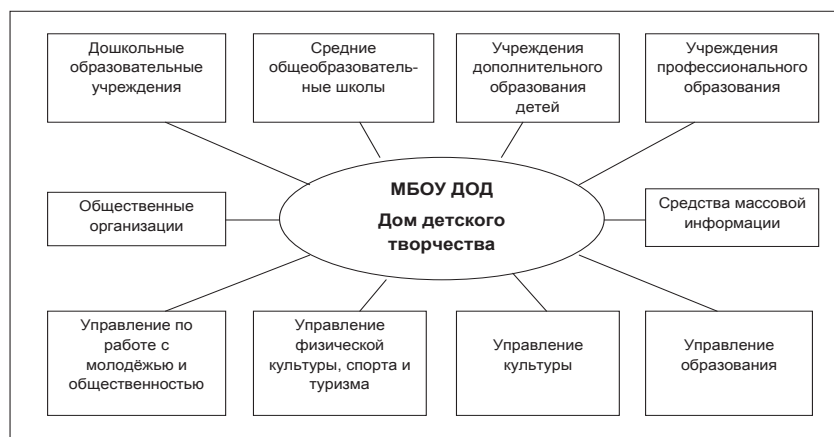 Дошкольные
образовательные
учреждения
Средние
общеобразователь-
ные школы
Учреждения
дополнительного
образования
детей
Учреждения
профессионального
образования
Общественные
организации
МБОУ ДОД
Дом детского
творчества
Средства массовой
информации
Управление по
работе с
молодёжью и
общественностью
Управление
физической
культуры, спорта и
туризма
Управление
культуры
Управление
образования